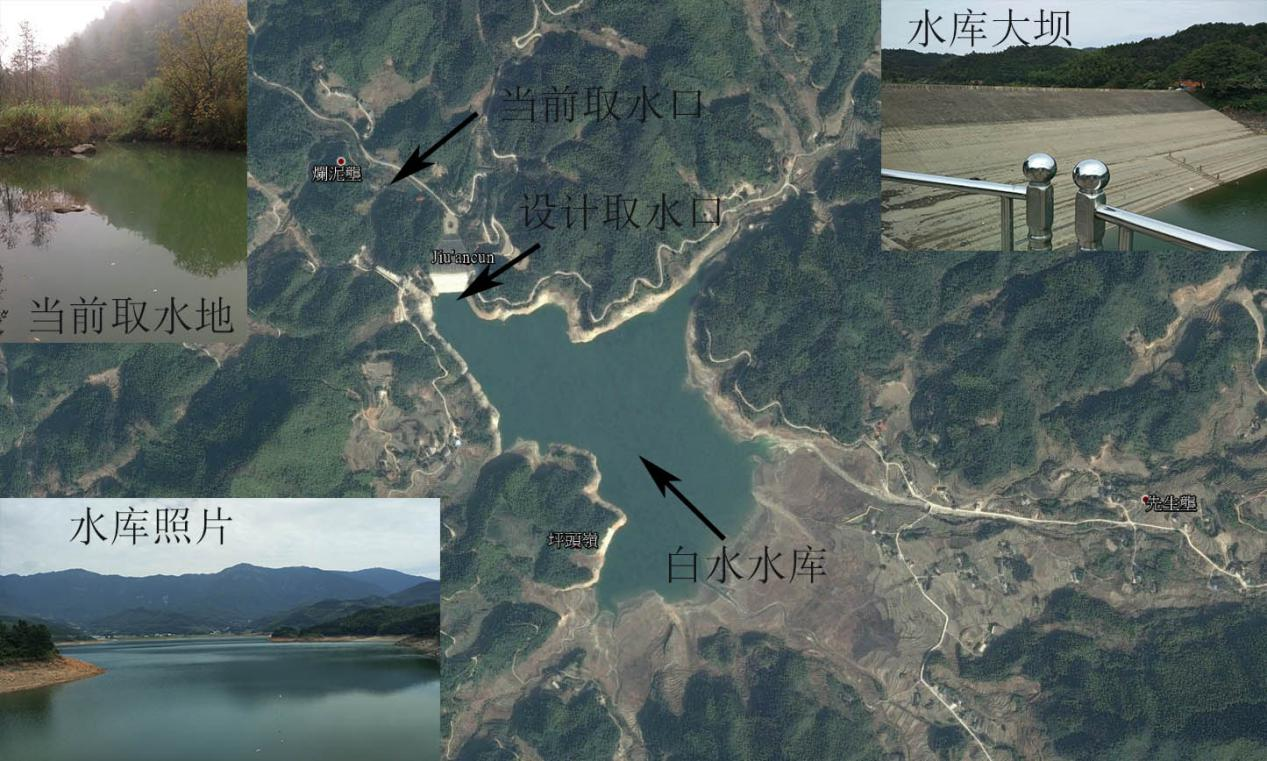 水库大坝
当前取水口
爛泥壟
设计取水口
Jiu'ancun
当前取水地
先生壟
水库照片
坪頭嶺
白水水库